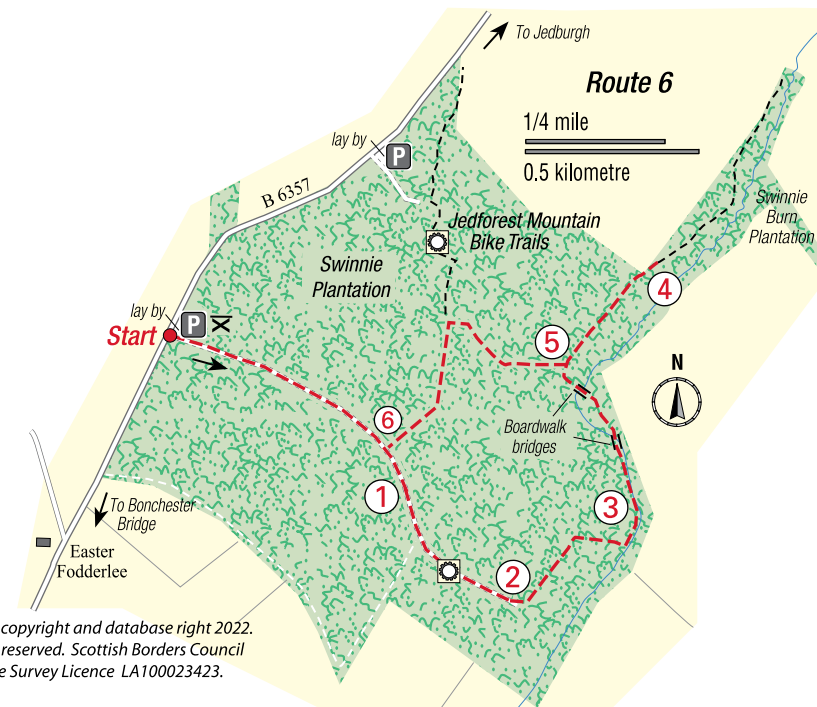 To Jedburgh
Route 6
1/4 mile
0.5 kilometre
lay by
P
B 6357
Jedforest Mountain
Bike Trails
Swinnie
Burn
Plantation
Swinnie
Plantation
4
lay by
P
Start
5
N
6
Boardwalk
bridges
1
3
To Bonchester
Bridge
Easter
Fodderlee
2
copyright and database right 2022.
reserved. Scottish Borders Council
e Survey Licence LA100023423.